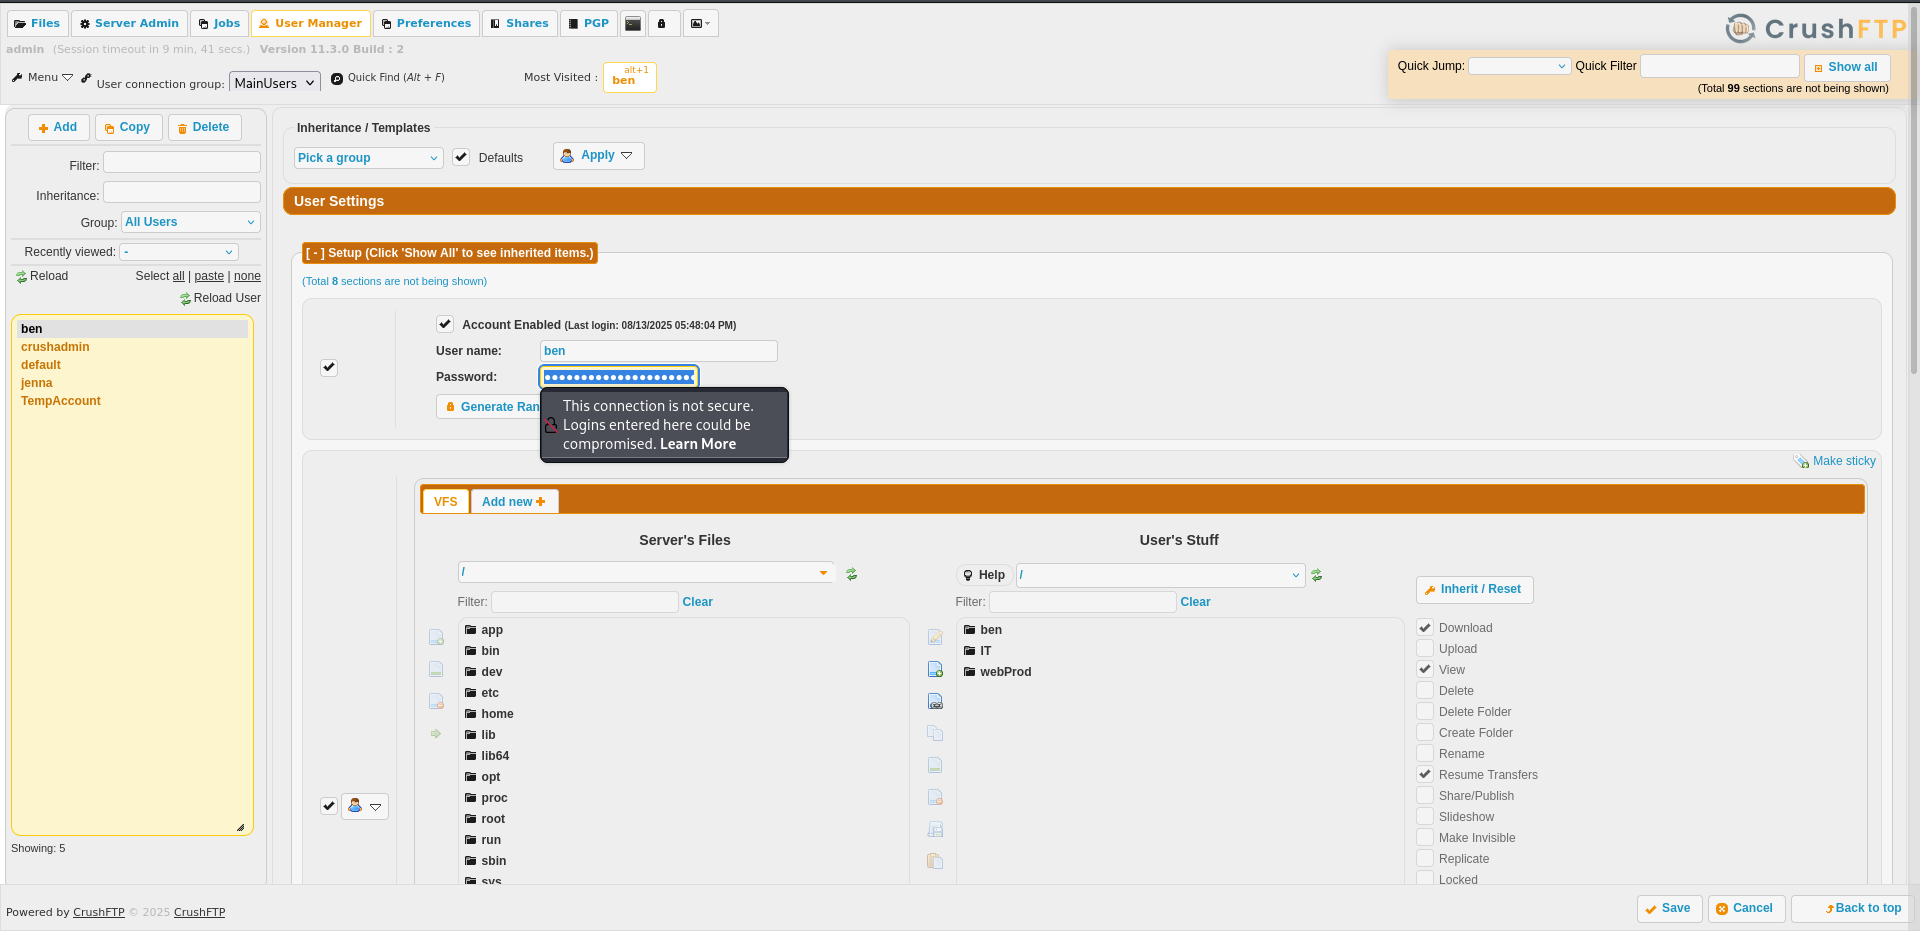 Files Server Admin Jobs User Manager Preferences Shares PGP
CrushFTP
admin (Session timeout in 9 min, 41 secs.) Version 11.3.0 Build : 2
Menu User connection group: MainUsers Quick Find (Alt + F) Most Visited : alt+1
ben
Quick Jump: Quick Filter Show all
(Total 99 sections are not being shown)
Add Copy Delete
Filter:
Inheritance:
Group: All Users
Recently viewed: -
Reload Select all | paste | none
Reload User
ben
crushadmin
default
jenna
TempAccount
Showing: 5
Inheritance / Templates
Pick a group Defaults Apply
User Settings
[ - ] Setup (Click 'Show All' to see inherited items.)
(Total 8 sections are not being shown)
Account Enabled (Last login: 08/13/2025 05:48:04 PM)
User name: ben
Password: ●●●●●●●●●●●●●●●●●●●●●
Generate Ran
This connection is not secure.
Logins entered here could be
compromised. Learn More
Make sticky
VFS Add new
Server's Files
/
Filter: Clear
app
bin
dev
etc
home
lib
lib64
opt
proc
root
run
sbin
sys
User's Stuff
Help /
Filter: Clear
ben
IT
webProd
Inherit / Reset
Download
Upload
View
Delete
Delete Folder
Create Folder
Rename
Resume Transfers
Share/Publish
Slideshow
Make Invisible
Replicate
Locked
Powered by CrushFTP © 2025 CrushFTP
Save Cancel Back to top